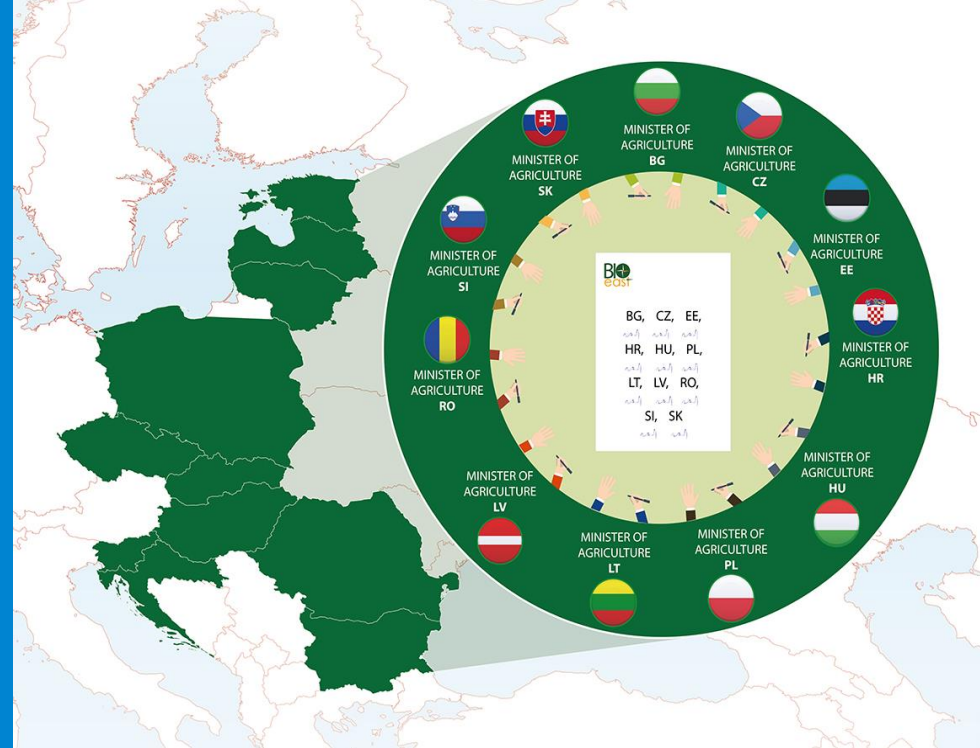 MINISTER OF
AGRICULTURE
BG
MINISTER OF
AGRICULTURE
CZ
MINISTER OF
AGRICULTURE
EE
MINISTER OF
AGRICULTURE
HR
MINISTER OF
AGRICULTURE
HU
MINISTER OF
AGRICULTURE
PL
MINISTER OF
AGRICULTURE
LT
MINISTER OF
AGRICULTURE
LV
MINISTER OF
AGRICULTURE
RO
MINISTER OF
AGRICULTURE
SI
MINISTER OF
AGRICULTURE
SK
BIO
east
BG, CZ, EE,
HR, HU, PL,
LT, LV, RO,
SI, SK